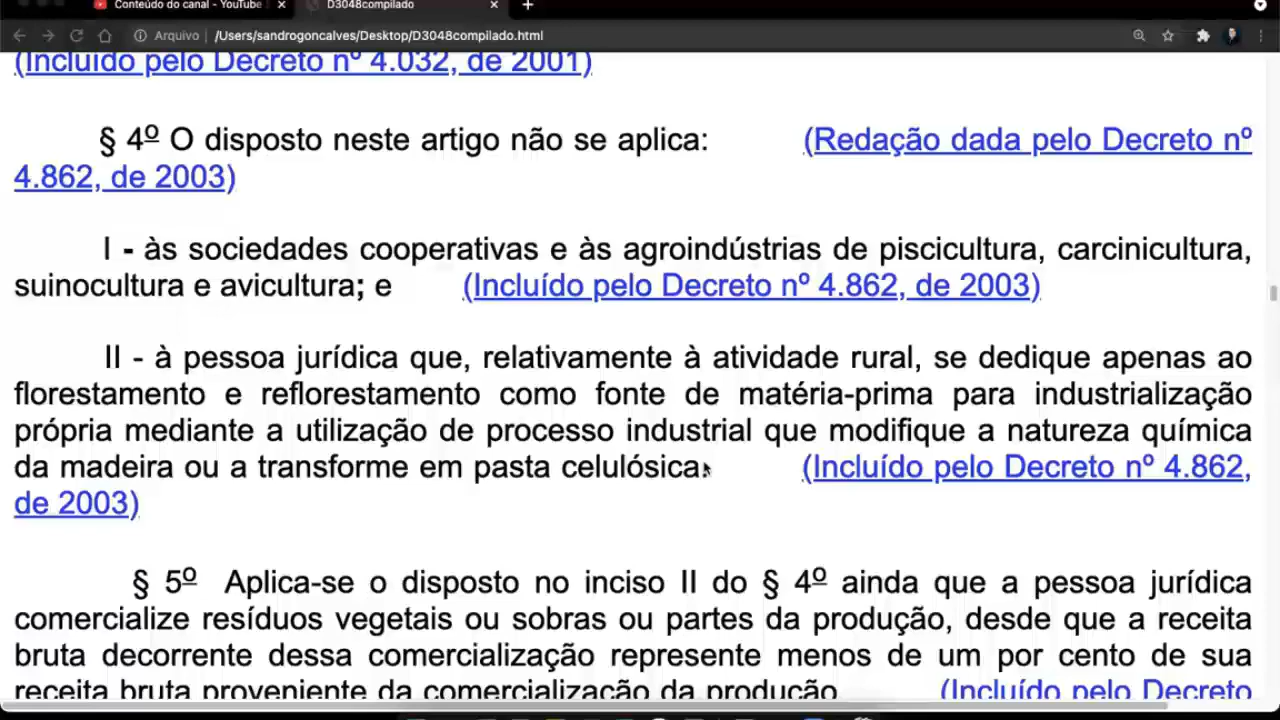 Conteúdo do canal - YouTube
D3048compilado
Arquivo | /Users/sandrogoncalves/Desktop/D3048compilado.html
(Incluído pelo Decreto nº 4.032, de 2001)
§ 4º O disposto neste artigo não se aplica: (Redação dada pelo Decreto nº
4.862, de 2003)
I - às sociedades cooperativas e às agroindústrias de piscicultura, carcinicultura,
suinocultura e avicultura; e (Incluído pelo Decreto nº 4.862, de 2003)
II - à pessoa jurídica que, relativamente à atividade rural, se dedique apenas ao
florestamento e reflorestamento como fonte de matéria-prima para industrialização
própria mediante a utilização de processo industrial que modifique a natureza química
da madeira ou a transforme em pasta celulósica. (Incluído pelo Decreto nº 4.862,
de 2003)
§ 5º Aplica-se o disposto no inciso II do § 4º ainda que a pessoa jurídica
comercialize resíduos vegetais ou sobras ou partes da produção, desde que a receita
bruta decorrente dessa comercialização represente menos de um por cento de sua
receita bruta proveniente da comercialização da produção. (Incluído pelo Decreto